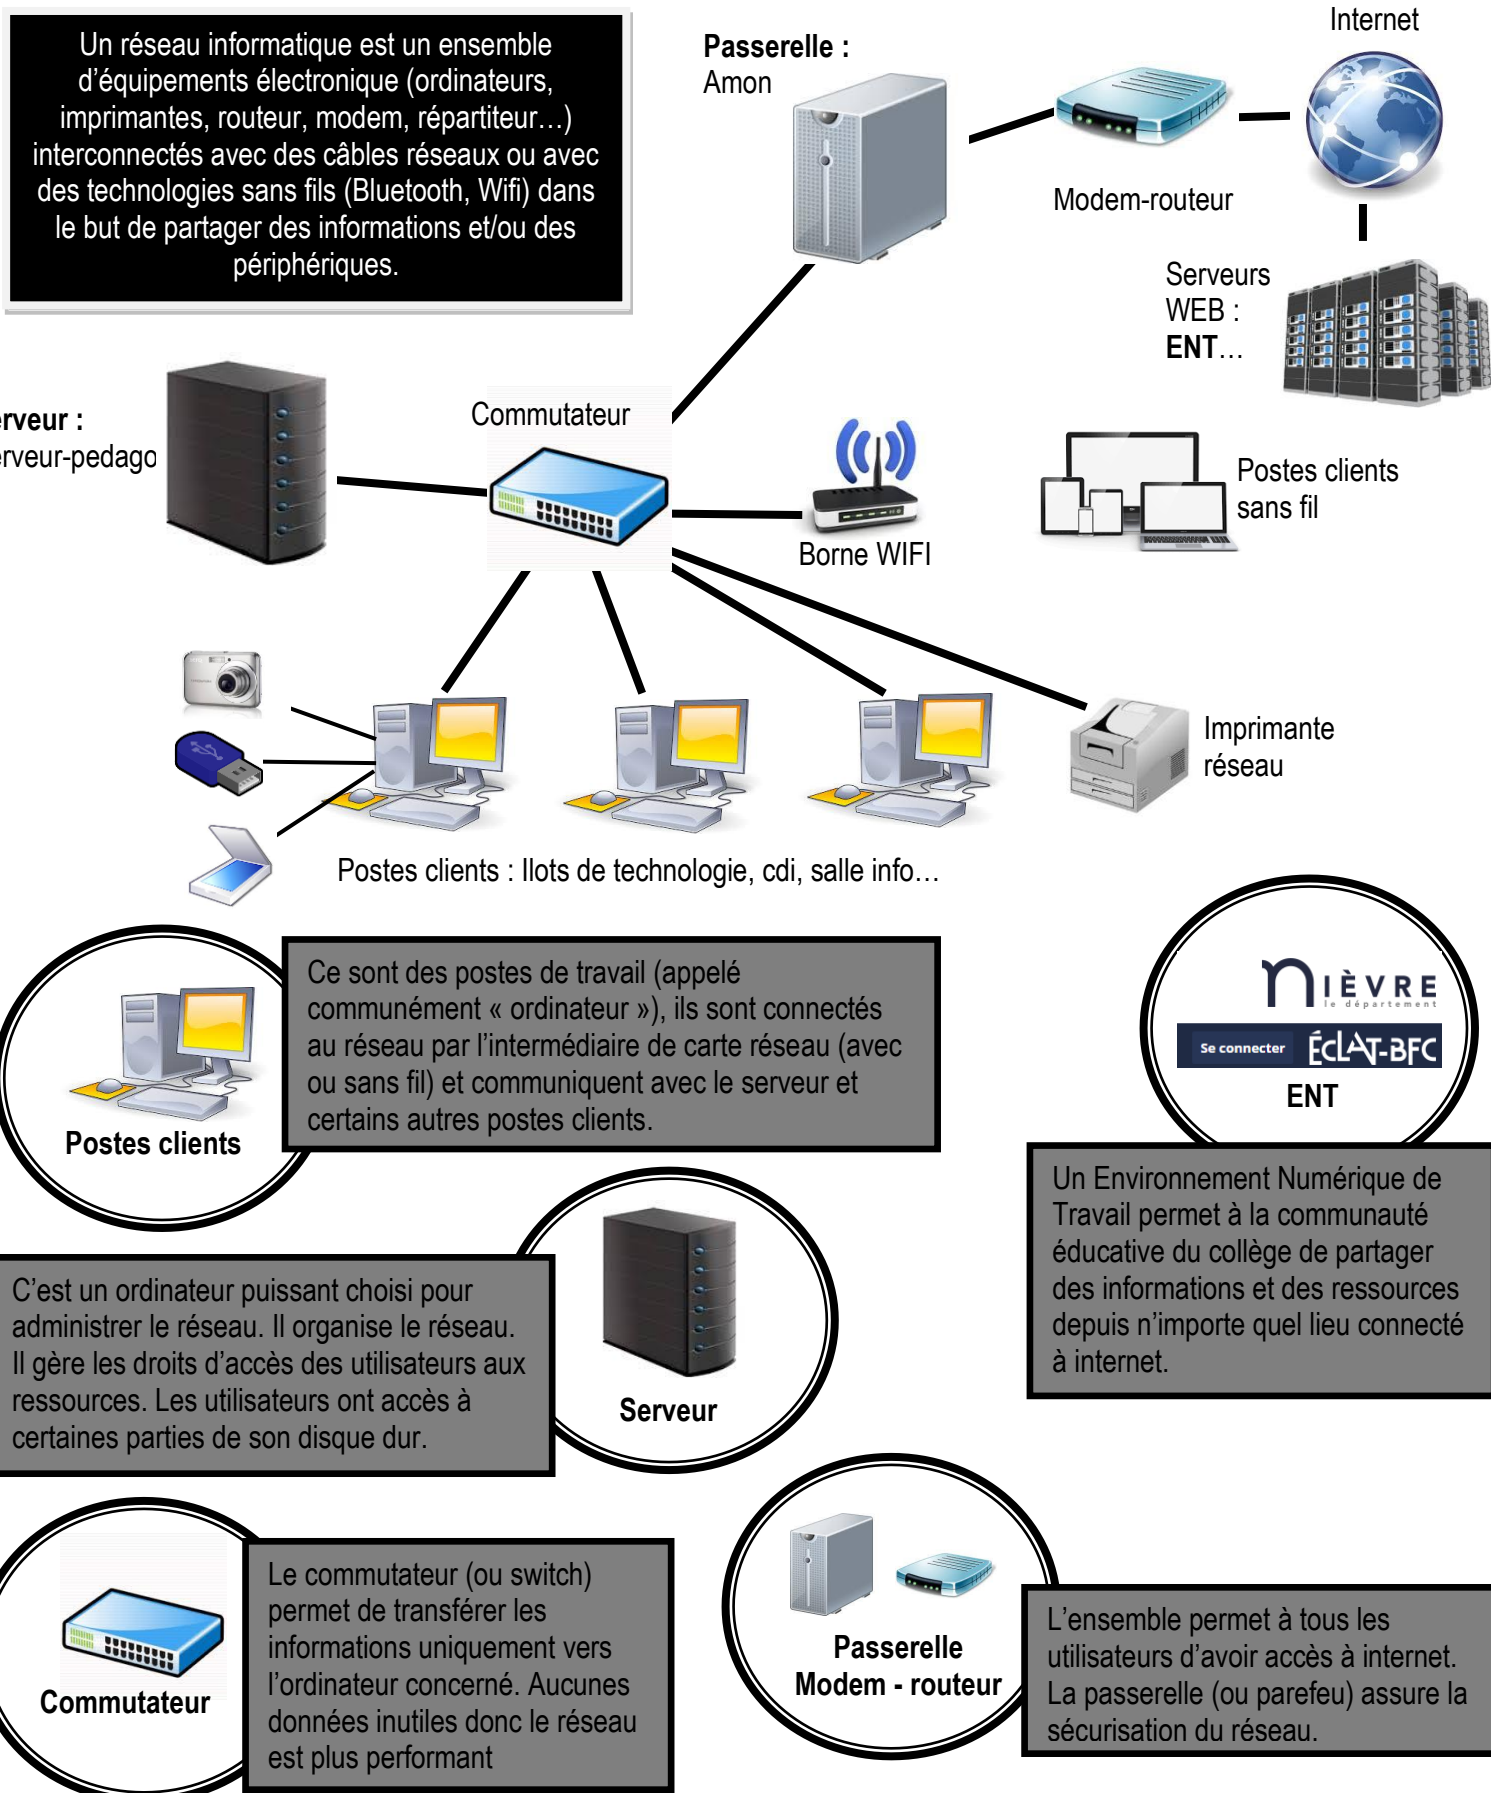 Un réseau informatique est un ensemble
d'équipements électronique (ordinateurs,
imprimantes, routeur, modem, répartiteur…)
interconnectés avec des câbles réseaux ou avec
des technologies sans fils (Bluetooth, Wifi) dans
le but de partager des informations et/ou des
périphériques.
Passerelle :
Amon
Internet
Modem-routeur
Serveurs
WEB :
ENT…
erveur :
erveur-pedago
Commutateur
Borne WIFI
Postes clients
sans fil
Imprimante
réseau
Postes clients : Ilots de technologie, cdi, salle info…
Postes clients
Ce sont des postes de travail (appelé
communément « ordinateur »), ils sont connectés
au réseau par l'intermédiaire de carte réseau (avec
ou sans fil) et communiquent avec le serveur et
certains autres postes clients.
nIÈVRE
le département
Se connecter ÉCLAT-BFC
ENT
Un Environnement Numérique de
Travail permet à la communauté
éducative du collège de partager
des informations et des ressources
depuis n'importe quel lieu connecté
à internet.
C'est un ordinateur puissant choisi pour
administrer le réseau. Il organise le réseau.
Il gère les droits d'accès des utilisateurs aux
ressources. Les utilisateurs ont accès à
certaines parties de son disque dur.
Serveur
Commutateur
Le commutateur (ou switch)
permet de transférer les
informations uniquement vers
l'ordinateur concerné. Aucunes
données inutiles donc le réseau
est plus performant
Passerelle
Modem - routeur
L'ensemble permet à tous les
utilisateurs d'avoir accès à internet.
La passerelle (ou parefeu) assure la
sécurisation du réseau.